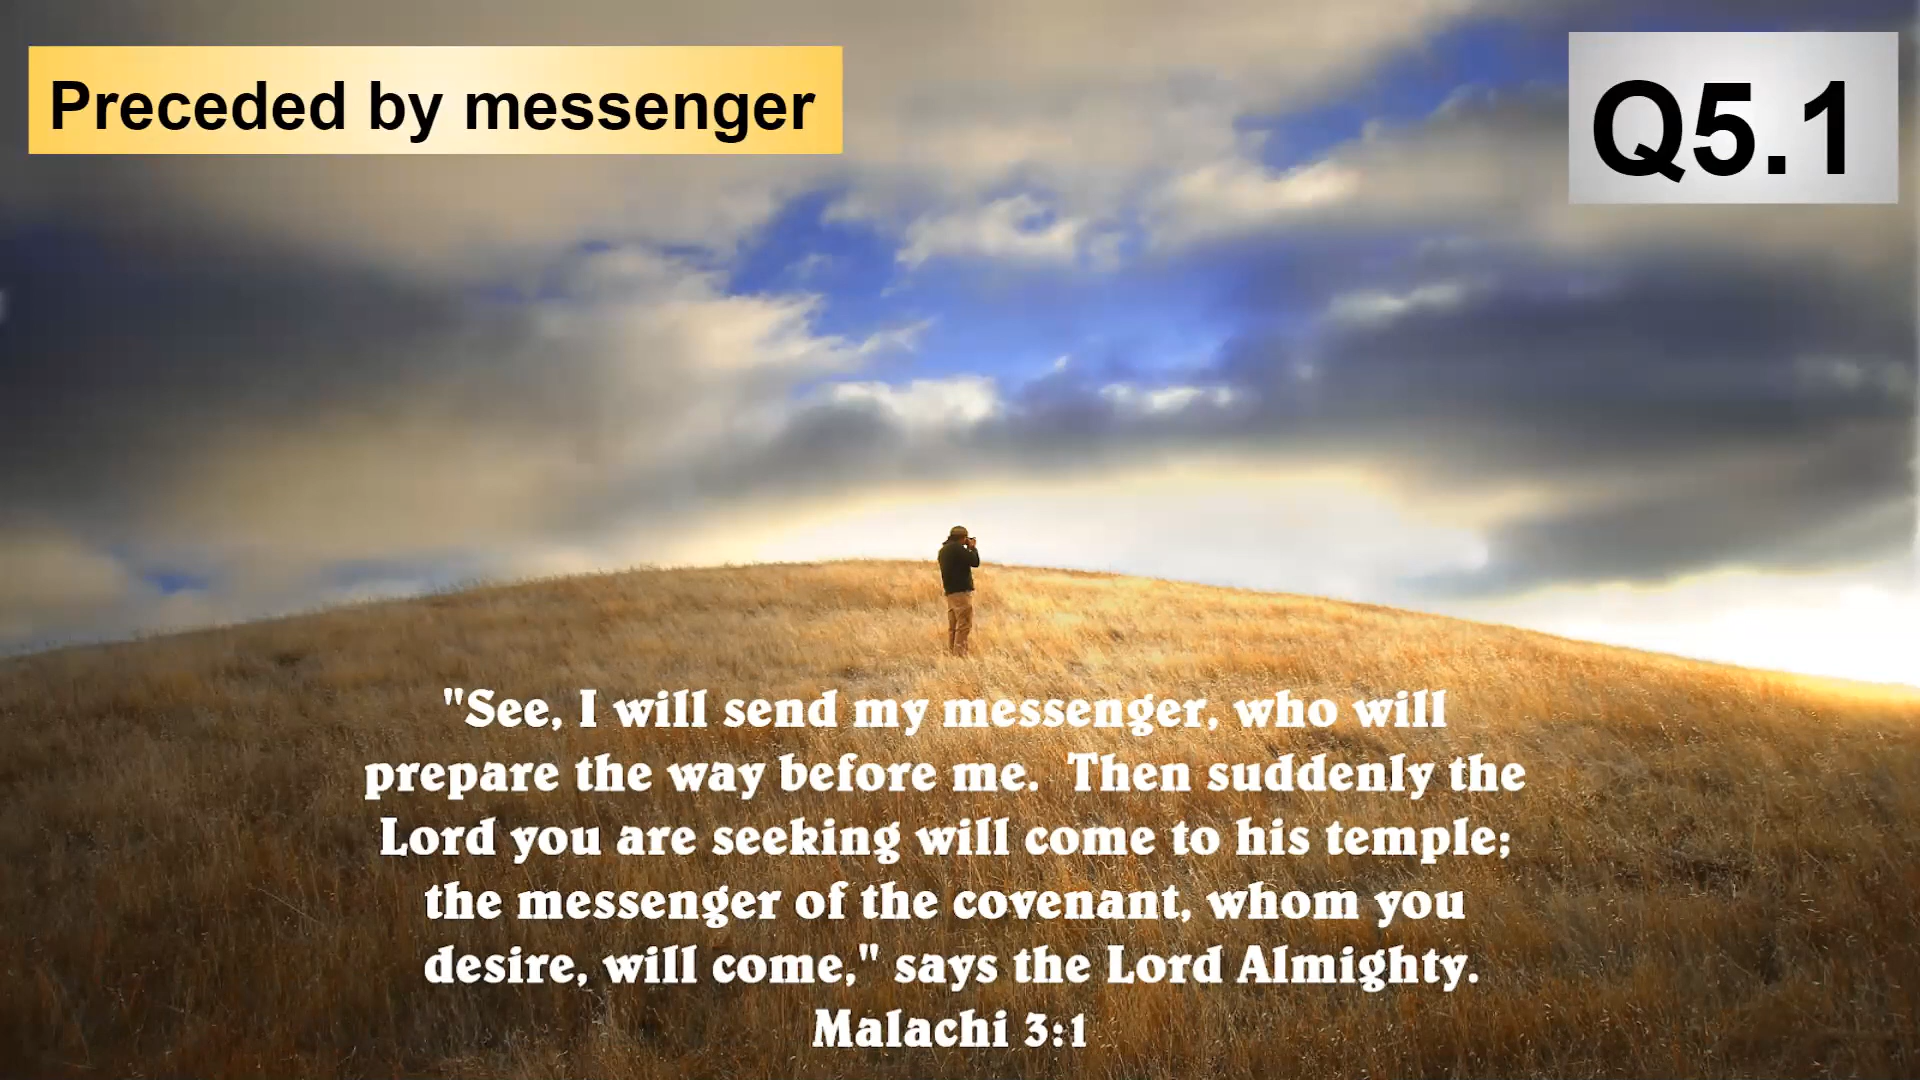 Preceded by messenger
Q5.1
"See, I will send my messenger, who will
prepare the way before me.  Then suddenly the
Lord you are seeking will come to his temple;
the messenger of the covenant, whom you
desire, will come," says the Lord Almighty.
Malachi 3:1